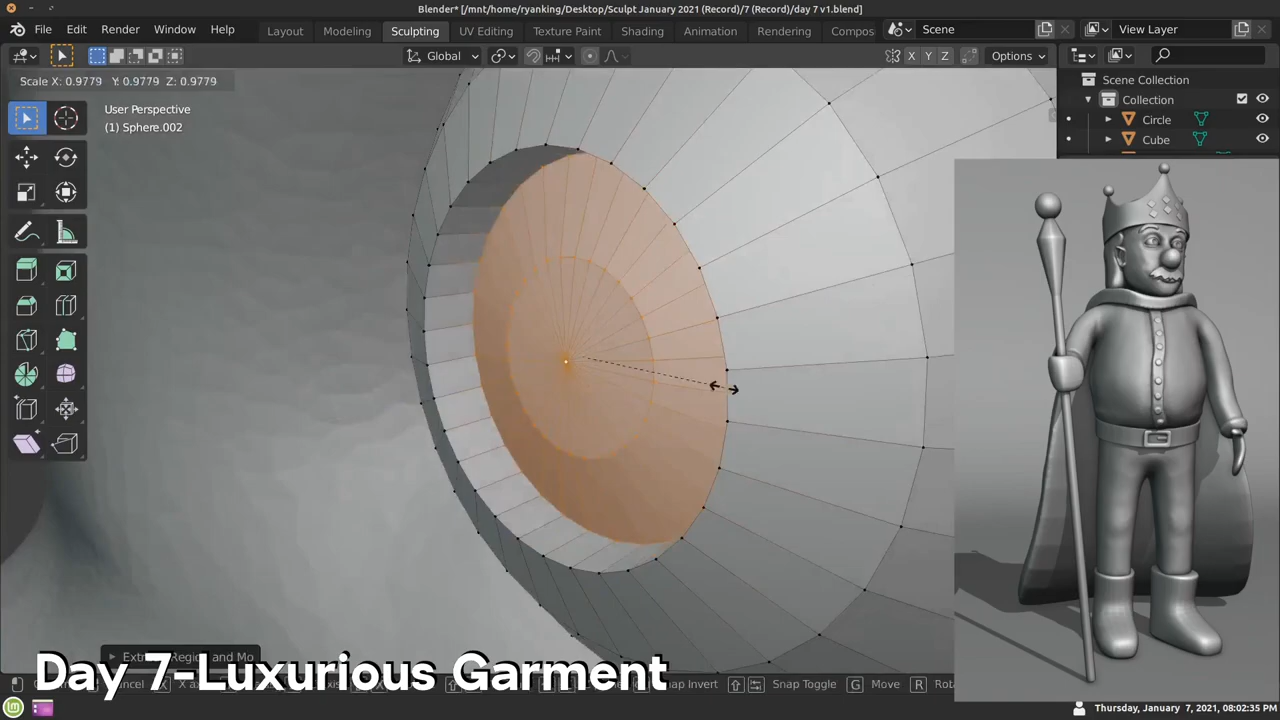 Blender* [/mnt/home/ryanking/Desktop/Sculpt January 2021 (Record)/7 (Record)/day 7 v1.blend]
File Edit Render Window Help Layout Modeling Sculpting UV Editing Texture Paint Shading Animation Rendering Compos Scene View Layer
Global X Y Z Options
Scale X: 0.9779 Y: 0.9779 Z: 0.9779
Scene Collection
Collection
User Perspective
Circle
(1) Sphere.002
Cube
Day 7-Luxurious Garment
Snap Toggle G Move R
Thursday, January 7, 2021, 08:02:35 PM